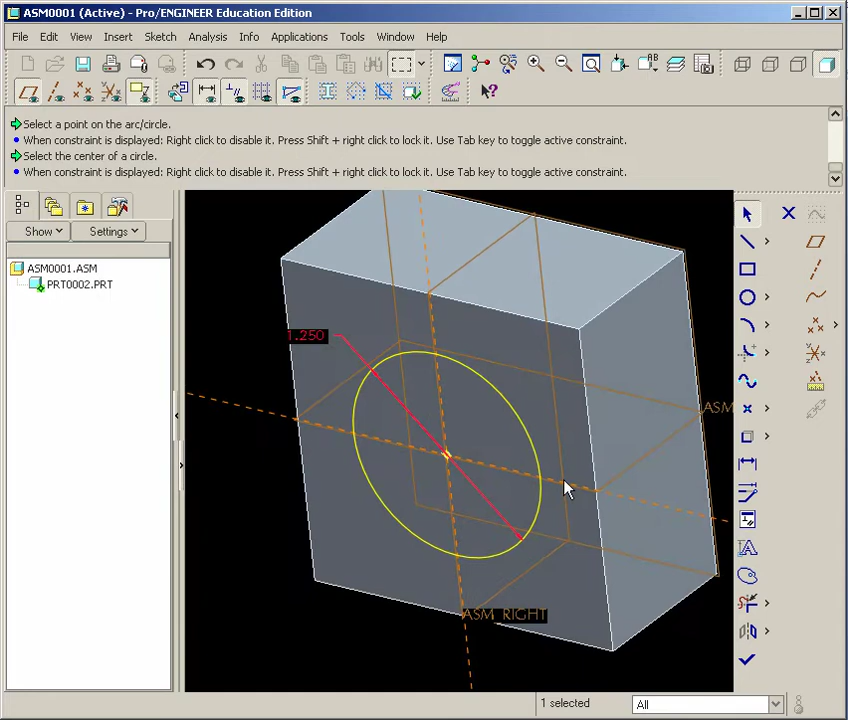 ASM0001 (Active) - Pro/ENGINEER Education Edition
File Edit View Insert Sketch Analysis Info Applications Tools Window Help
Select a point on the arc/circle.
When constraint is displayed: Right click to disable it. Press Shift + right click to lock it. Use Tab key to toggle active constraint.
Select the center of a circle.
When constraint is displayed: Right click to disable it. Press Shift + right click to lock it. Use Tab key to toggle active constraint.
Show Settings
ASM0001.ASM
PRT0002.PRT
1.250
ASM
ASM_RIGHT
1 selected All